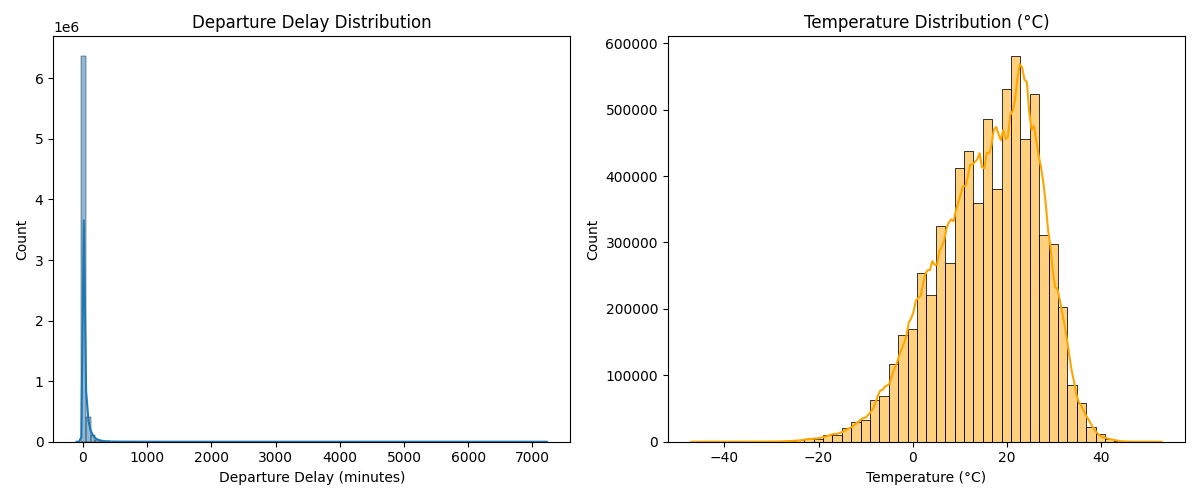 Departure Delay Distribution
1e6
6
5
4
3
2
1
0
Count
0 1000 2000 3000 4000 5000 6000 7000
Departure Delay (minutes)
Temperature Distribution (°C)
600000
500000
400000
300000
200000
100000
0
Count
−40 −20 0 20 40
Temperature (°C)